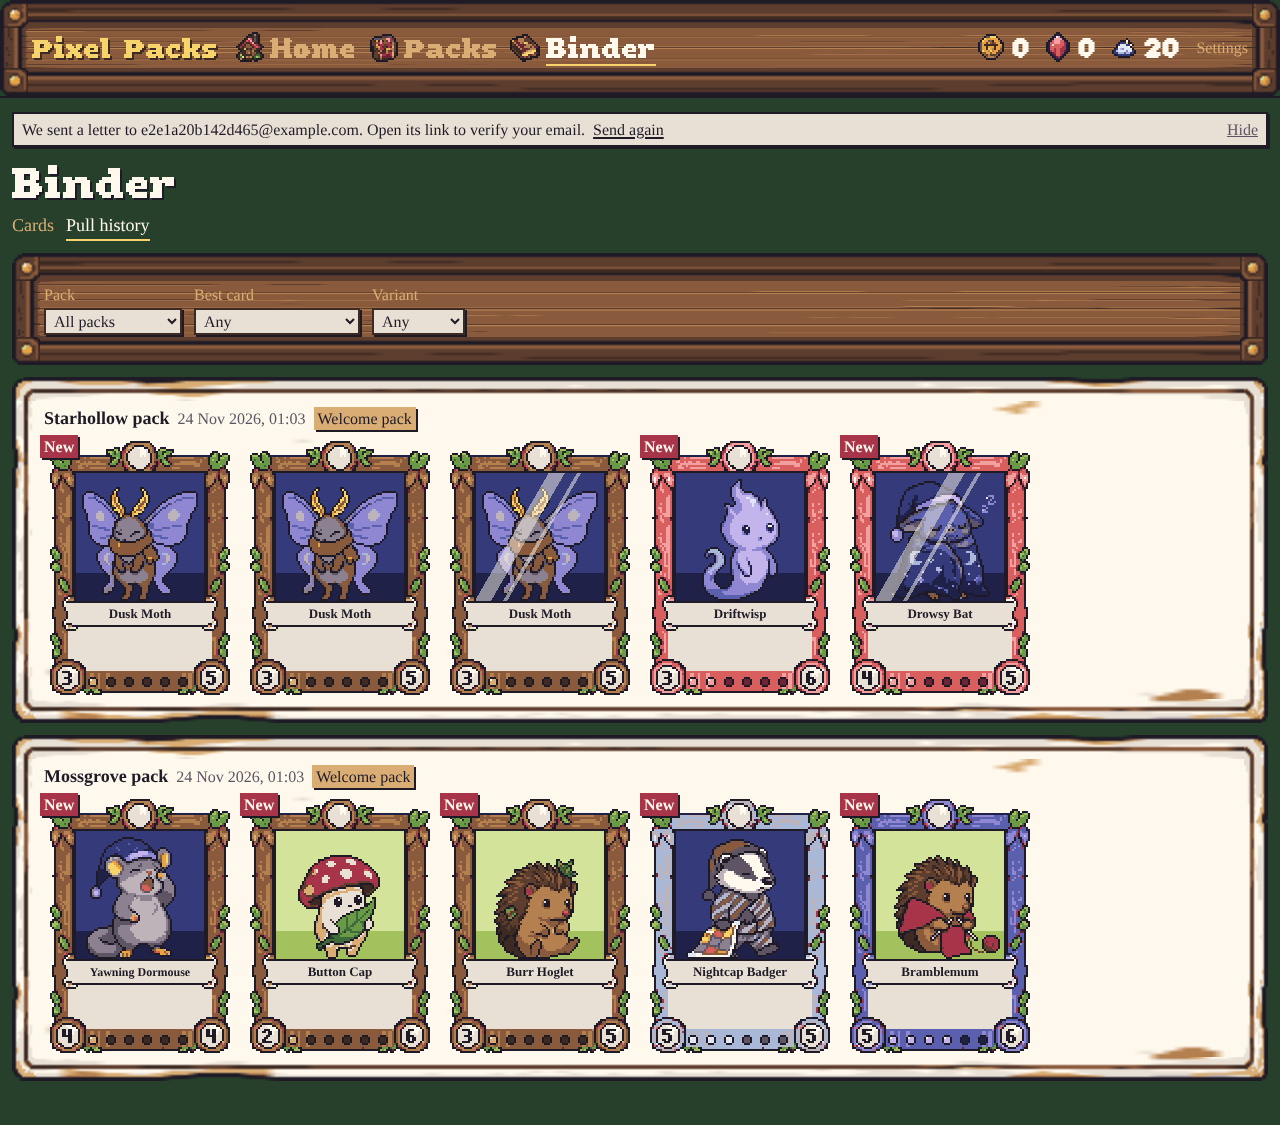 Pixel Packs Home Packs Binder 0 0 20 Settings
We sent a letter to e2e1a20b142d465@example.com. Open its link to verify your email. Send again Hide
Binder
Cards Pull history
Pack Best card Variant
All packs Any Any
Starhollow pack 24 Nov 2026, 01:03 Welcome pack
New New New
Dusk Moth Dusk Moth Dusk Moth Driftwisp Drowsy Bat
3 5 3 5 3 5 3 6 4 5
Mossgrove pack 24 Nov 2026, 01:03 Welcome pack
New New New New New
Yawning Dormouse Button Cap Burr Hoglet Nightcap Badger Bramblemum
4 4 2 6 3 5 5 5 5 6